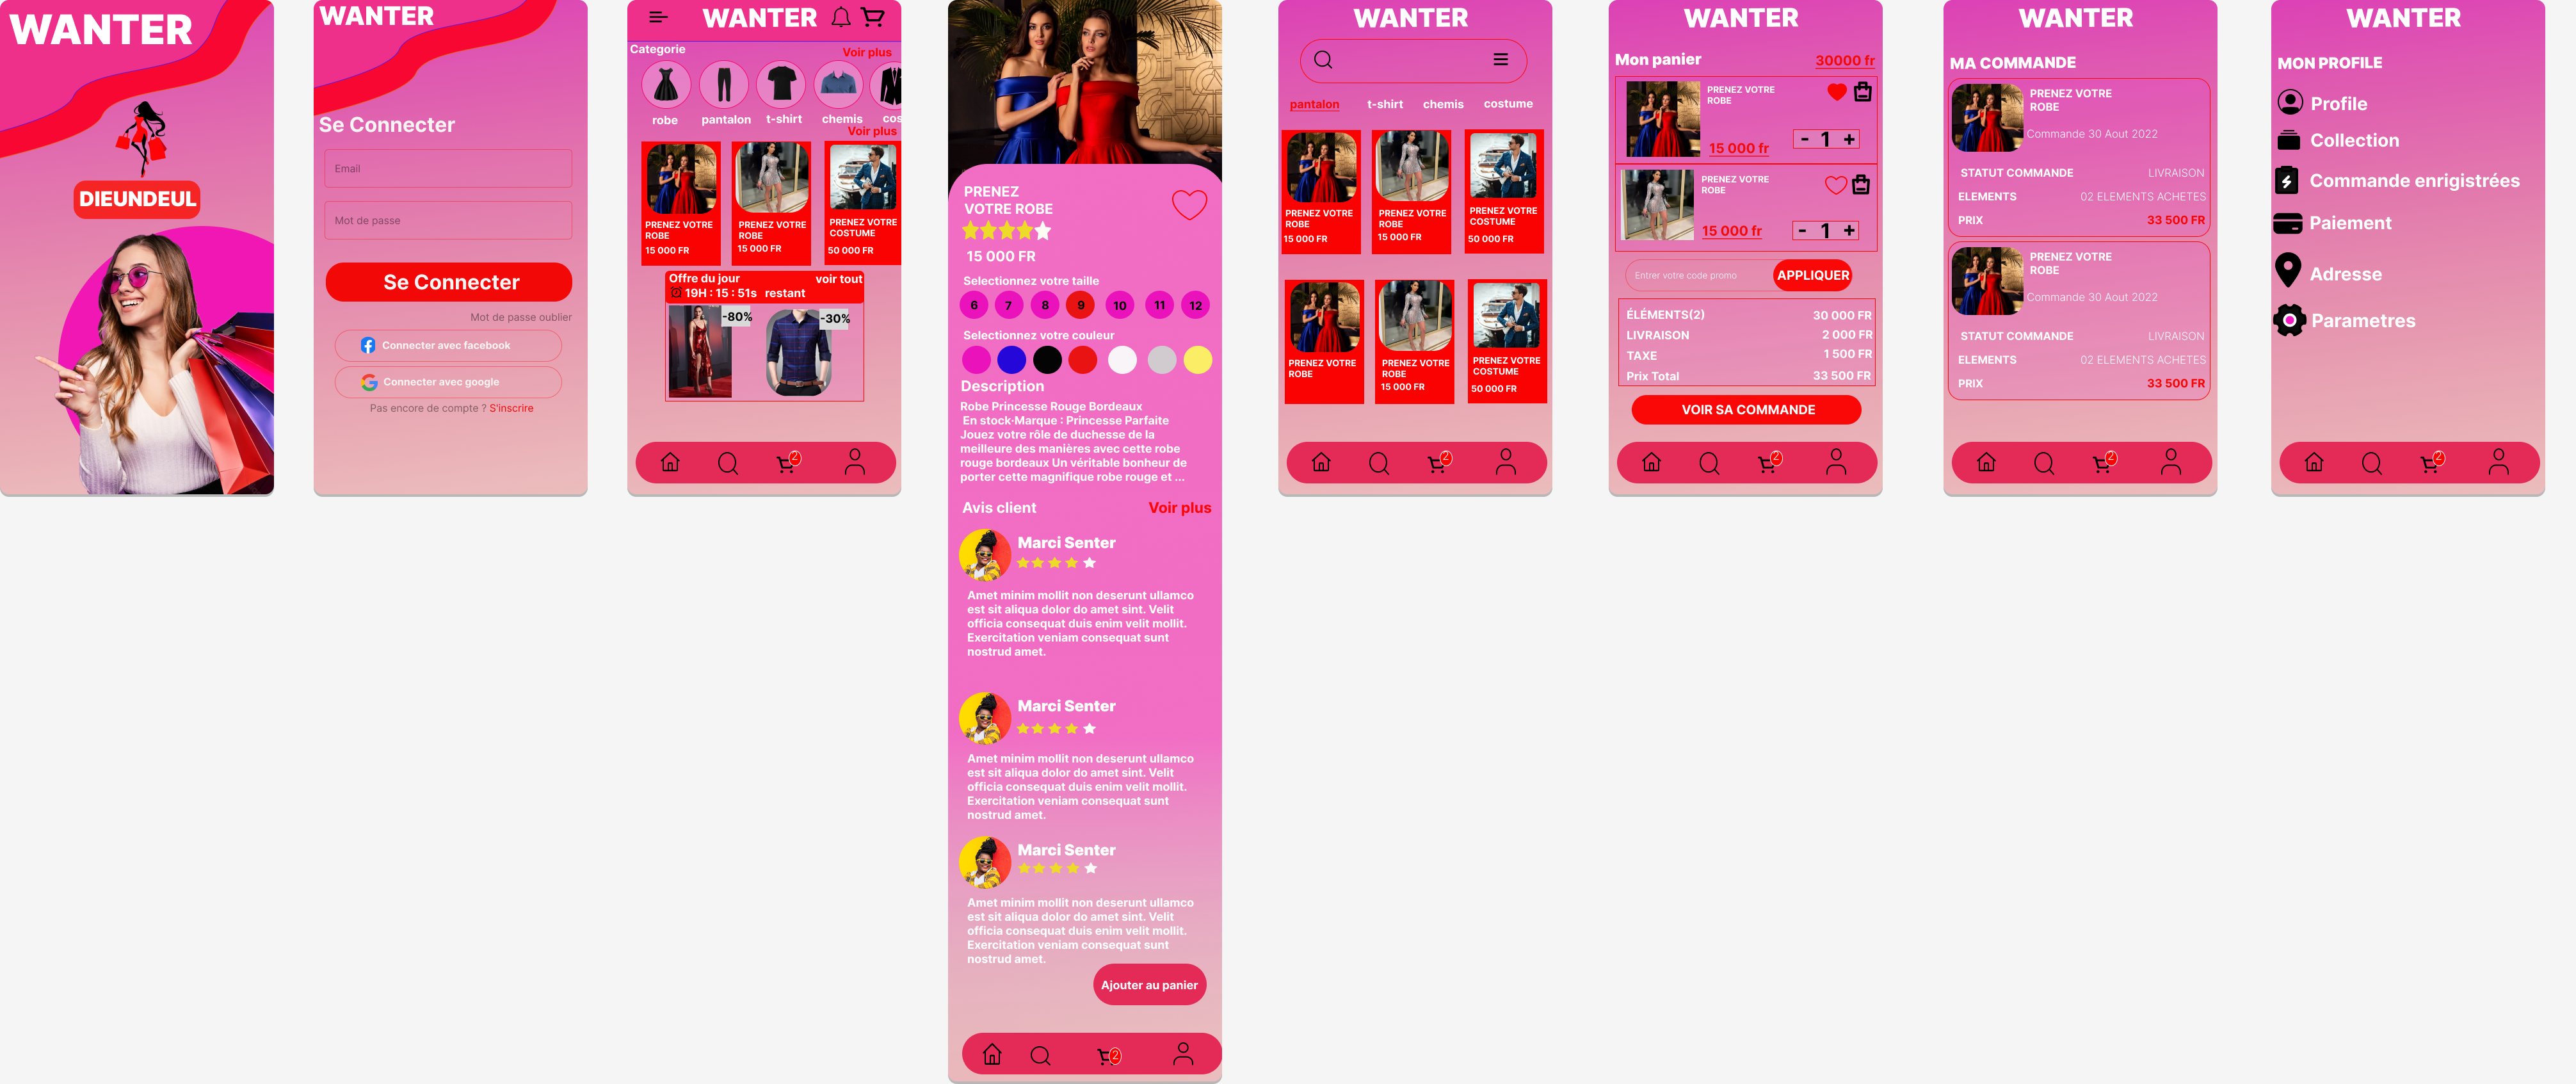 WANTER
DIEUNDEUL
WANTER
Se Connecter
Email
Mot de passe
Se Connecter
Mot de passe oublier
Connecter avec facebook
Connecter avec google
Pas encore de compte ? S'inscrire
WANTER
Categorie
Voir plus
robe pantalon t-shirt chemis cos
Voir plus
PRENEZ VOTRE
ROBE
15 000 FR
PRENEZ VOTRE
ROBE
15 000 FR
PRENEZ VOTRE
COSTUME
50 000 FR
Offre du jour voir tout
19H : 15 : 51s restant
-80%
-30%
2
PRENEZ
VOTRE ROBE
15 000 FR
Selectionnez votre taille
6 7 8 9 10 11 12
Selectionnez votre couleur
Description
Robe Princesse Rouge Bordeaux
En stock·Marque : Princesse Parfaite
Jouez votre rôle de duchesse de la
meilleure des manières avec cette robe
rouge bordeaux Un véritable bonheur de
porter cette magnifique robe rouge et ...
Avis client Voir plus
Marci Senter
Amet minim mollit non deserunt ullamco
est sit aliqua dolor do amet sint. Velit
officia consequat duis enim velit mollit.
Exercitation veniam consequat sunt
nostrud amet.
Marci Senter
Amet minim mollit non deserunt ullamco
est sit aliqua dolor do amet sint. Velit
officia consequat duis enim velit mollit.
Exercitation veniam consequat sunt
nostrud amet.
Marci Senter
Amet minim mollit non deserunt ullamco
est sit aliqua dolor do amet sint. Velit
officia consequat duis enim velit mollit.
Exercitation veniam consequat sunt
nostrud amet.
Ajouter au panier
2
WANTER
pantalon t-shirt chemis costume
PRENEZ VOTRE
ROBE
15 000 FR
PRENEZ VOTRE
ROBE
15 000 FR
PRENEZ VOTRE
COSTUME
50 000 FR
PRENEZ VOTRE
ROBE
PRENEZ VOTRE
ROBE
15 000 FR
PRENEZ VOTRE
COSTUME
50 000 FR
2
WANTER
Mon panier 30000 fr
PRENEZ VOTRE
ROBE
15 000 fr
- 1 +
PRENEZ VOTRE
ROBE
15 000 fr
- 1 +
Entrer votre code promo APPLIQUER
ÉLÉMENTS(2) 30 000 FR
LIVRAISON 2 000 FR
TAXE 1 500 FR
Prix Total 33 500 FR
VOIR SA COMMANDE
2
WANTER
MA COMMANDE
PRENEZ VOTRE
ROBE
Commande 30 Aout 2022
STATUT COMMANDE LIVRAISON
ELEMENTS 02 ELEMENTS ACHETES
PRIX 33 500 FR
PRENEZ VOTRE
ROBE
Commande 30 Aout 2022
STATUT COMMANDE LIVRAISON
ELEMENTS 02 ELEMENTS ACHETES
PRIX 33 500 FR
2
WANTER
MON PROFILE
Profile
Collection
Commande enrigistrées
Paiement
Adresse
Parametres
2